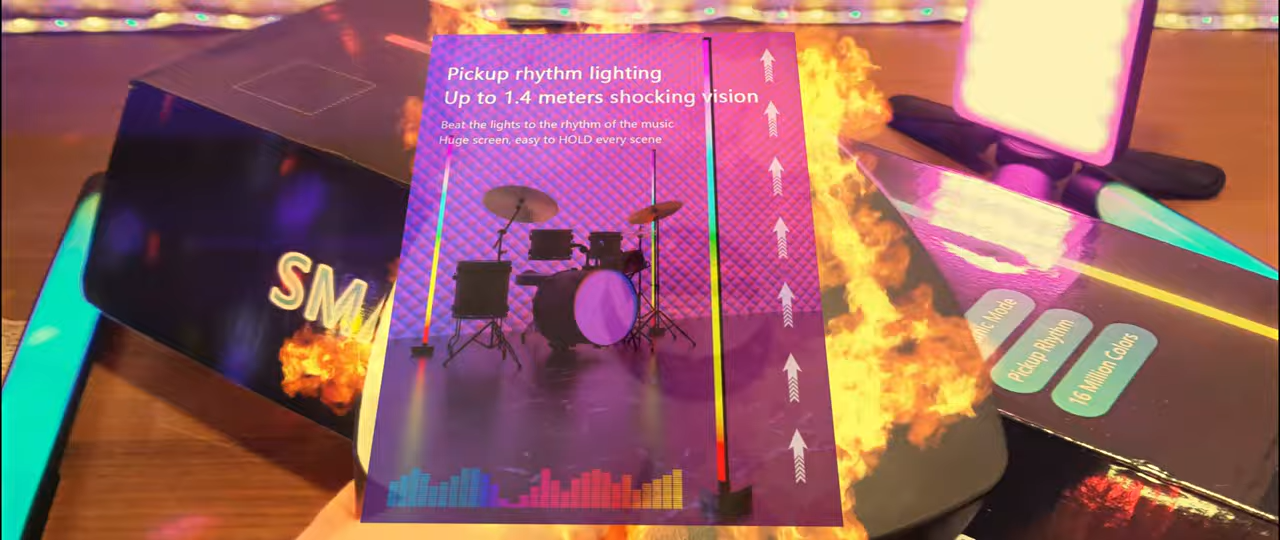 Pickup rhythm lighting
Up to 1.4 meters shocking vision
Beat the lights to the rhythm of the music
Huge screen, easy to HOLD every scene
Mode
Pickup Rhythm
16 Million Colors